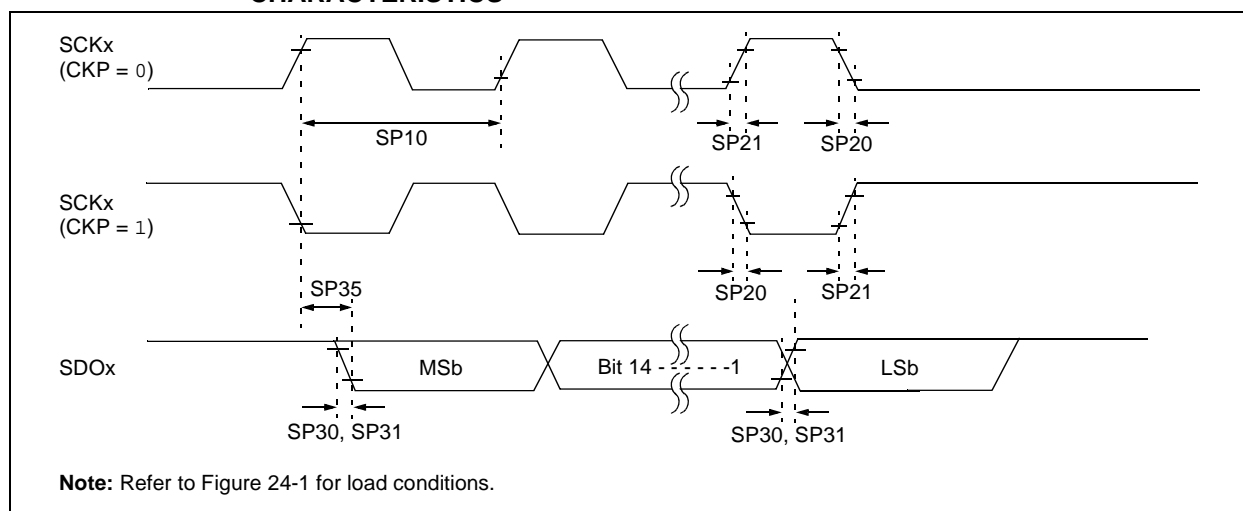 CHARACTERISTICS
SCKx
(CKP = 0)
SP10
SP21
SP20
SCKx
(CKP = 1)
SP35
SP20
SP21
SDOx
MSb
Bit 14 - - - - - -1
LSb
SP30, SP31
SP30, SP31
Note: Refer to Figure 24-1 for load conditions.